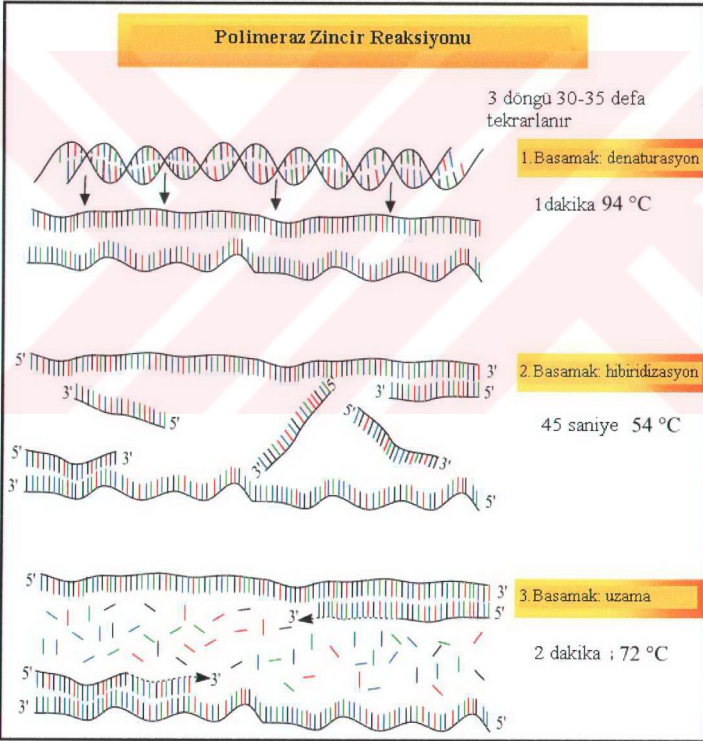 Polimeraz Zincir Reaksiyonu
3 döngü 30-35 defa
tekrarlanır
1.Basamak: denaturasyon
1dakika 94 °C
5'
3'
3'
5'
5'
3'
5'
3'
2.Basamak: hibiridizasyon
45 saniye 54 °C
5'
3'
3'
5'
3'
5'
5'
3'
3'
5'
3.Basamak: uzama
2 dakika ; 72 °C
5'
3'
3'
5'